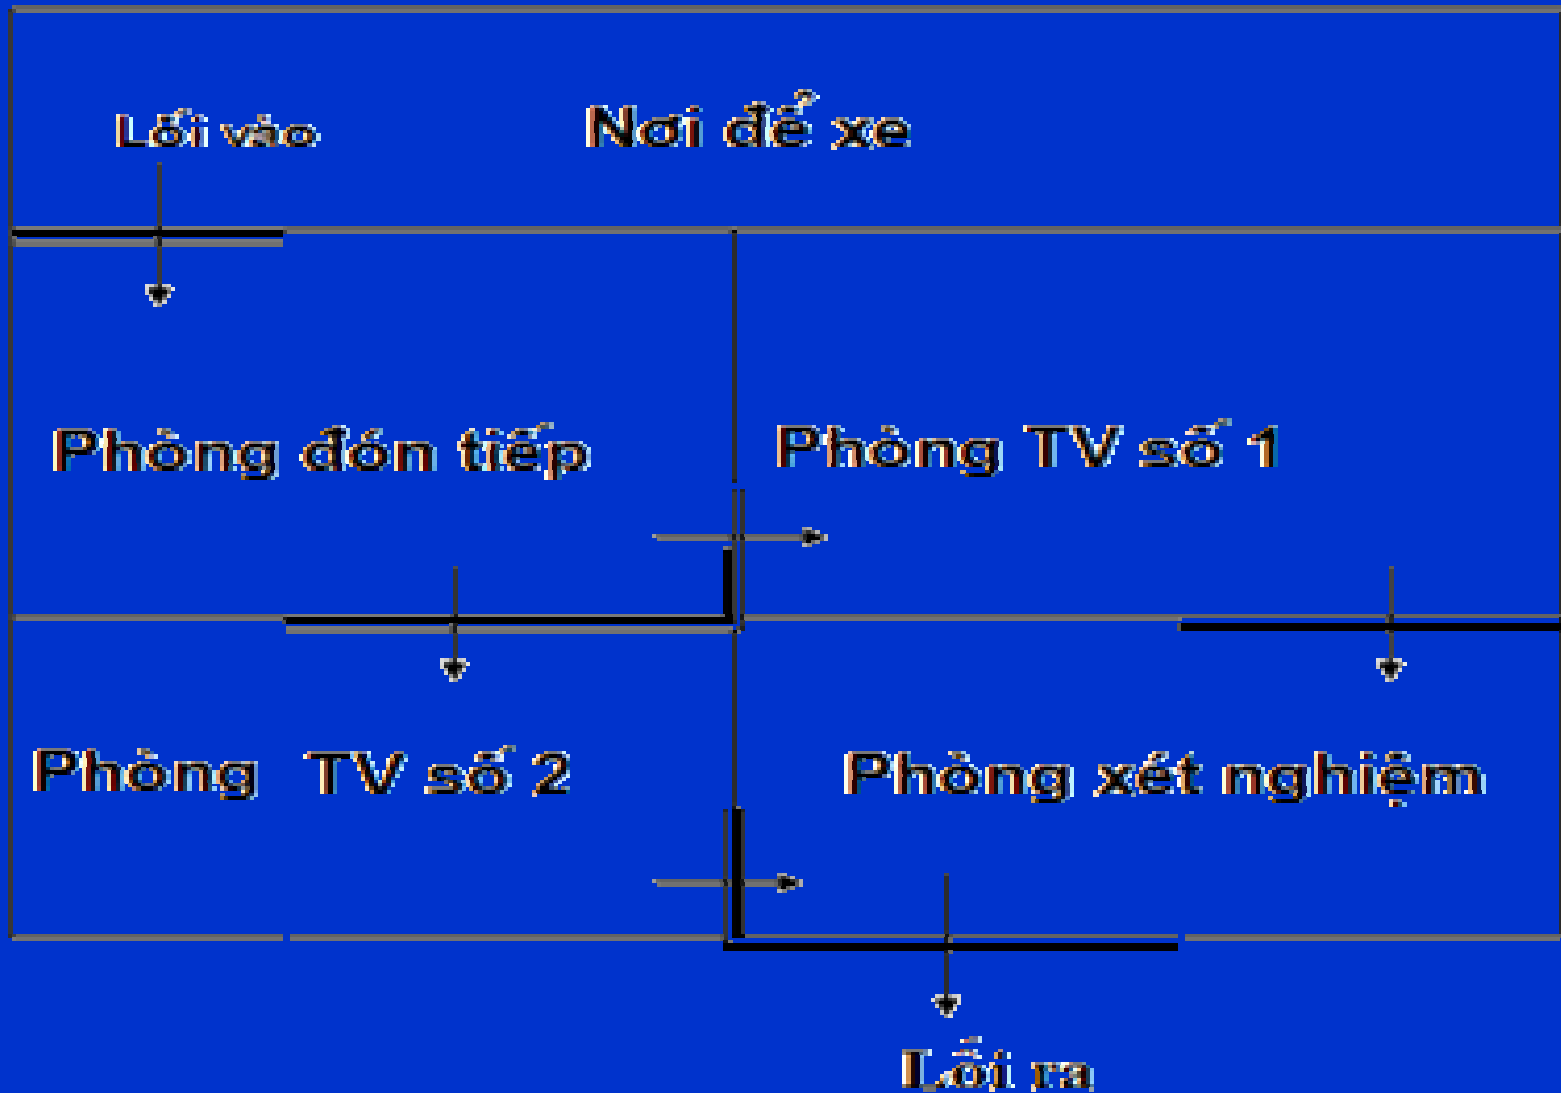 Lối vào
Nơi để xe
Phòng đón tiếp
Phòng TV số 1
Phòng TV số 2
Phòng xét nghiệm
Lối ra